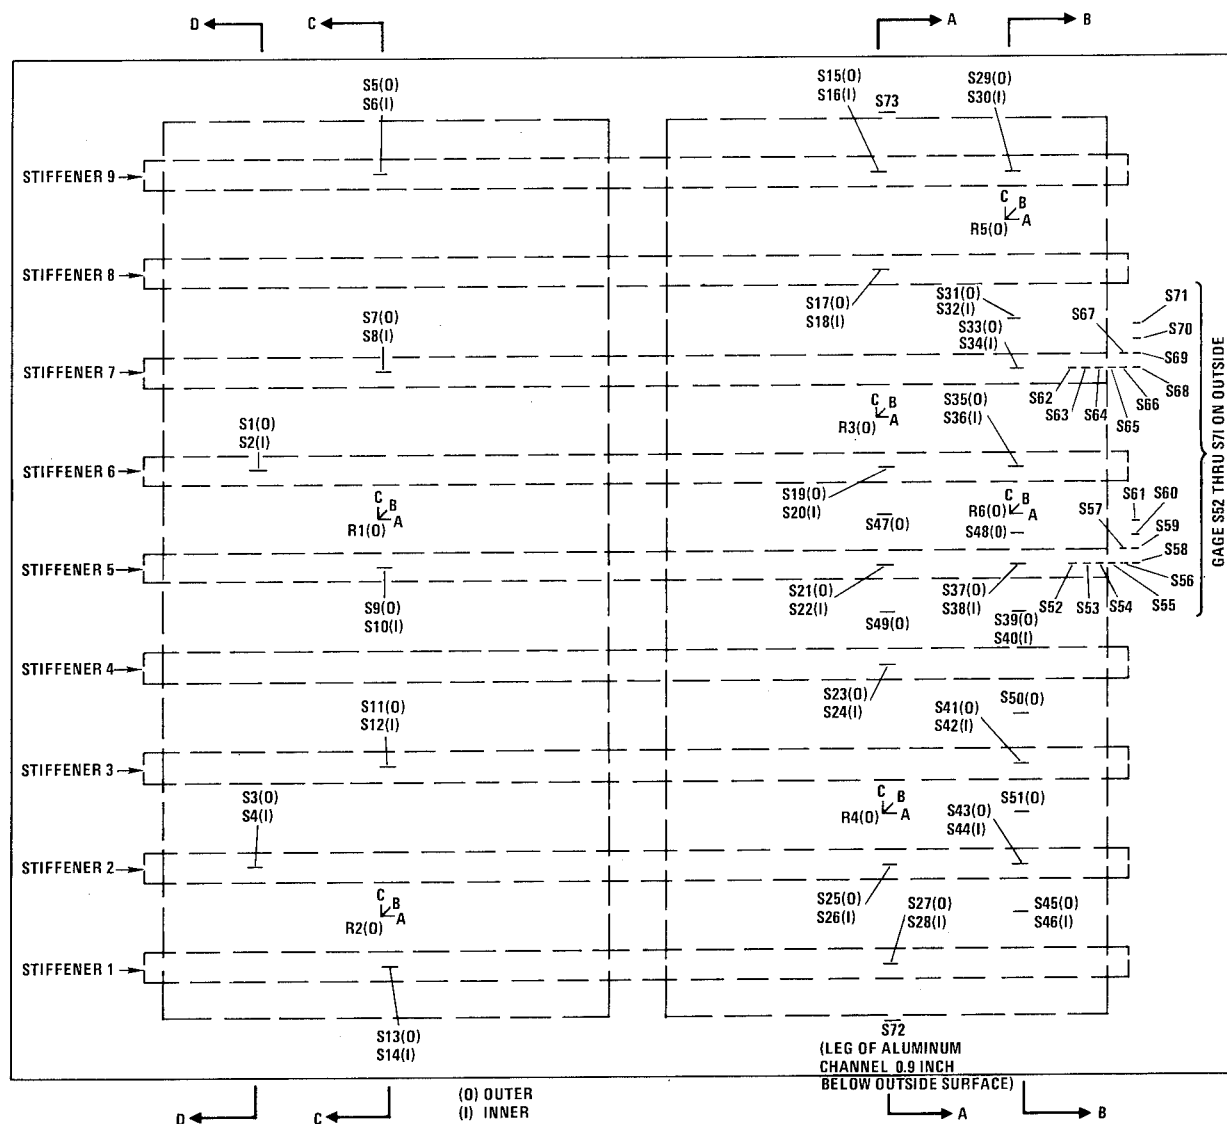 D C A B
S5(O)
S6(I)
S15(O)
S16(I)
S73
S29(O)
S30(I)
STIFFENER 9
C
B
A
R5(O)
STIFFENER 8
S17(O)
S18(I)
S31(O)
S32(I)
S33(O)
S34(I)
S67
S71
S70
S69
S68
S66
S65
S64
S63
S62
S7(O)
S8(I)
STIFFENER 7
GAGE S52 THRU S71 ON OUTSIDE
S1(O)
S2(I)
C
B
A
R3(O)
S35(O)
S36(I)
STIFFENER 6
C
B
A
R1(O)
S19(O)
S20(I)
S47(O)
C
B
A
R6(O)
S48(O)
S57
S61
S60
S59
S58
S56
S55
S54
S53
S52
STIFFENER 5
S9(O)
S10(I)
S21(O)
S22(I)
S49(O)
S37(O)
S38(I)
S39(O)
S40(I)
STIFFENER 4
S23(O)
S24(I)
S50(O)
S11(O)
S12(I)
S41(O)
S42(I)
STIFFENER 3
S3(O)
S4(I)
C
B
A
R4(O)
S51(O)
S43(O)
S44(I)
STIFFENER 2
C
B
A
R2(O)
S25(O)
S26(I)
S27(O)
S28(I)
S45(O)
S46(I)
STIFFENER 1
S13(O)
S14(I)
S72
(LEG OF ALUMINUM
CHANNEL 0.9 INCH
BELOW OUTSIDE SURFACE)
(O) OUTER
(I) INNER
D C A B